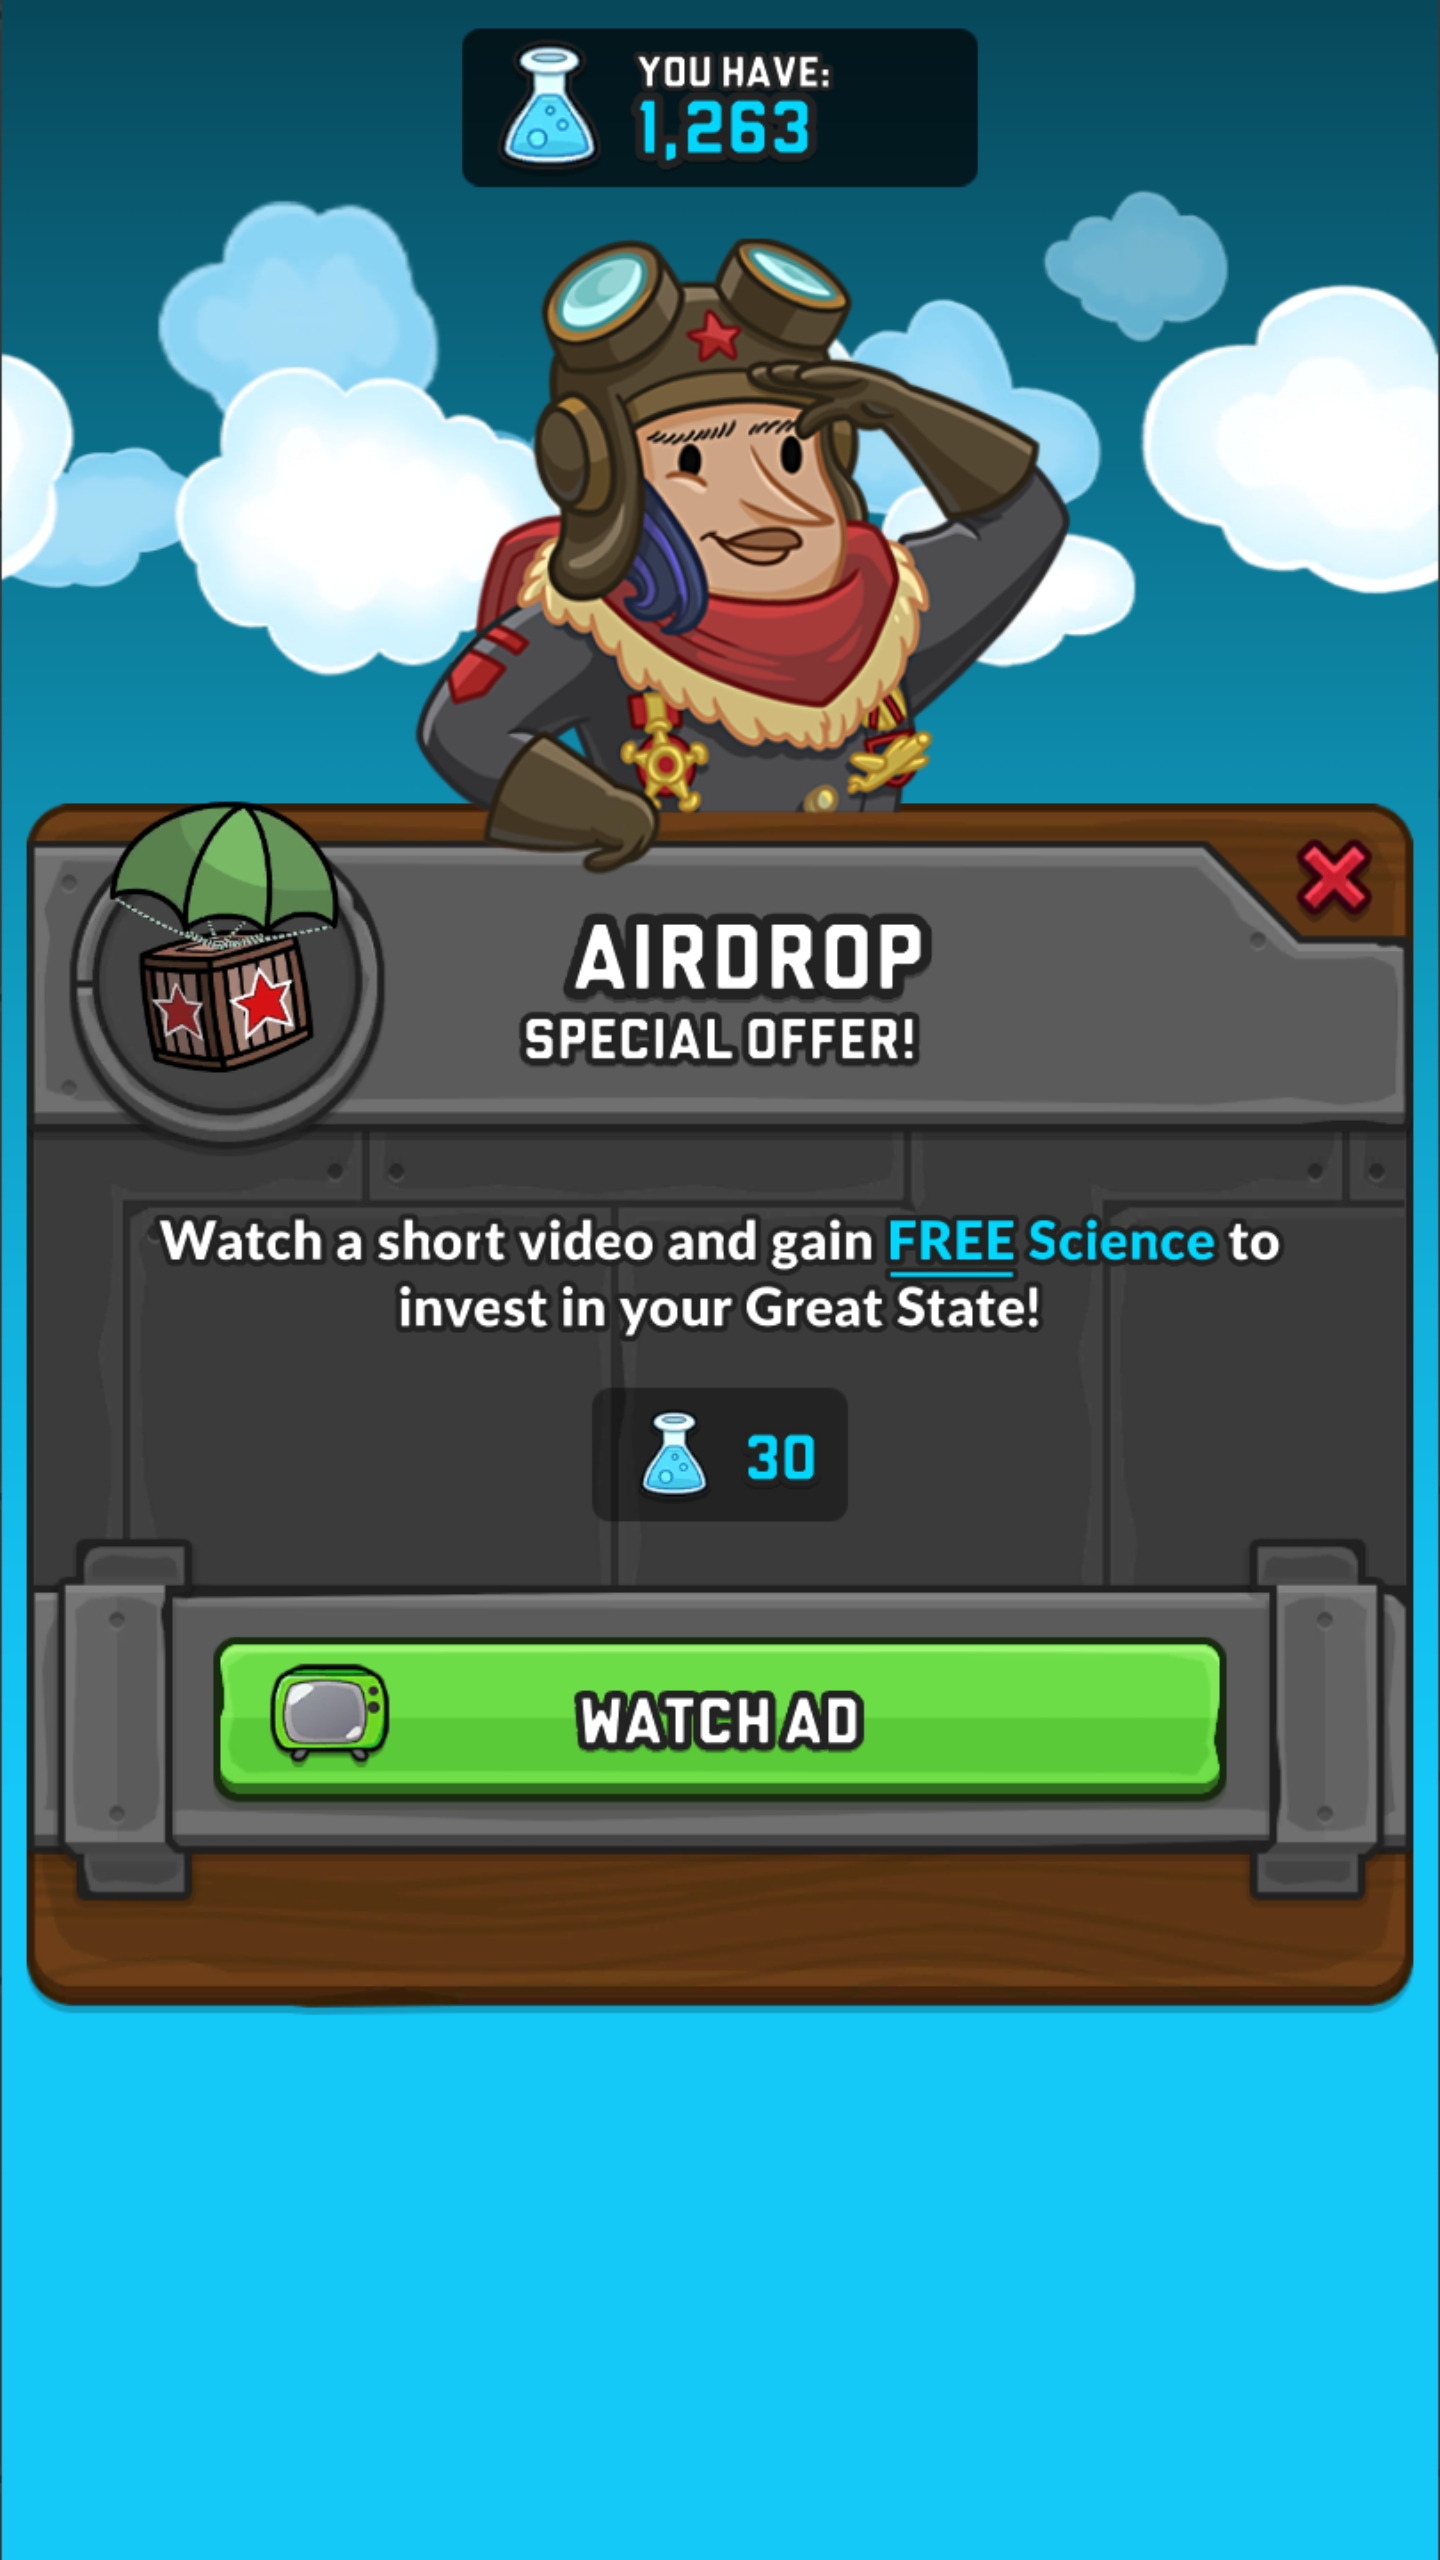 YOU HAVE:
1,263
AIRDROP
SPECIAL OFFER!
Watch a short video and gain FREE Science to
invest in your Great State!
30
WATCH AD